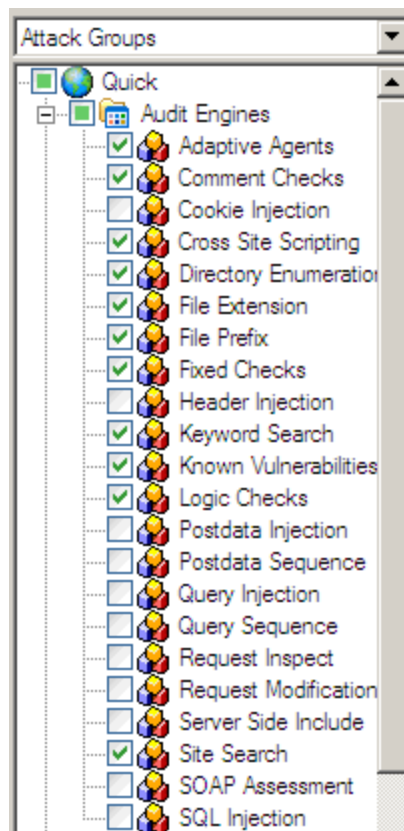 Attack Groups
Quick
Audit Engines
Adaptive Agents
Comment Checks
Cookie Injection
Cross Site Scripting
Directory Enumeration
File Extension
File Prefix
Fixed Checks
Header Injection
Keyword Search
Known Vulnerabilities
Logic Checks
Postdata Injection
Postdata Sequence
Query Injection
Query Sequence
Request Inspect
Request Modification
Server Side Include
Site Search
SOAP Assessment
SQL Injection